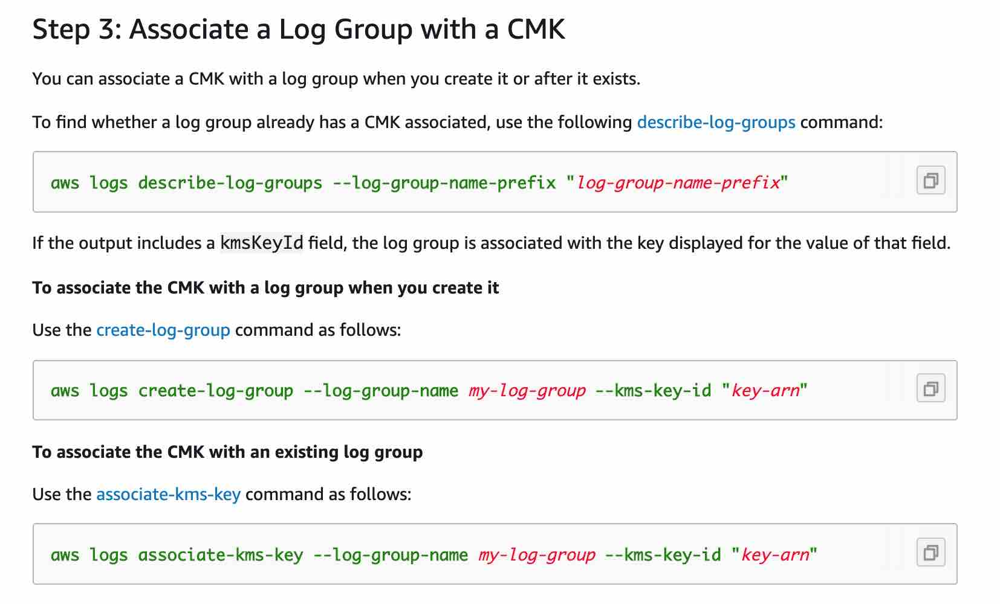 Step 3: Associate a Log Group with a CMK
You can associate a CMK with a log group when you create it or after it exists.
To find whether a log group already has a CMK associated, use the following describe-log-groups command:
aws logs describe-log-groups --log-group-name-prefix "log-group-name-prefix"
If the output includes a kmsKeyId field, the log group is associated with the key displayed for the value of that field.
To associate the CMK with a log group when you create it
Use the create-log-group command as follows:
aws logs create-log-group --log-group-name my-log-group --kms-key-id "key-arn"
To associate the CMK with an existing log group
Use the associate-kms-key command as follows:
aws logs associate-kms-key --log-group-name my-log-group --kms-key-id "key-arn"